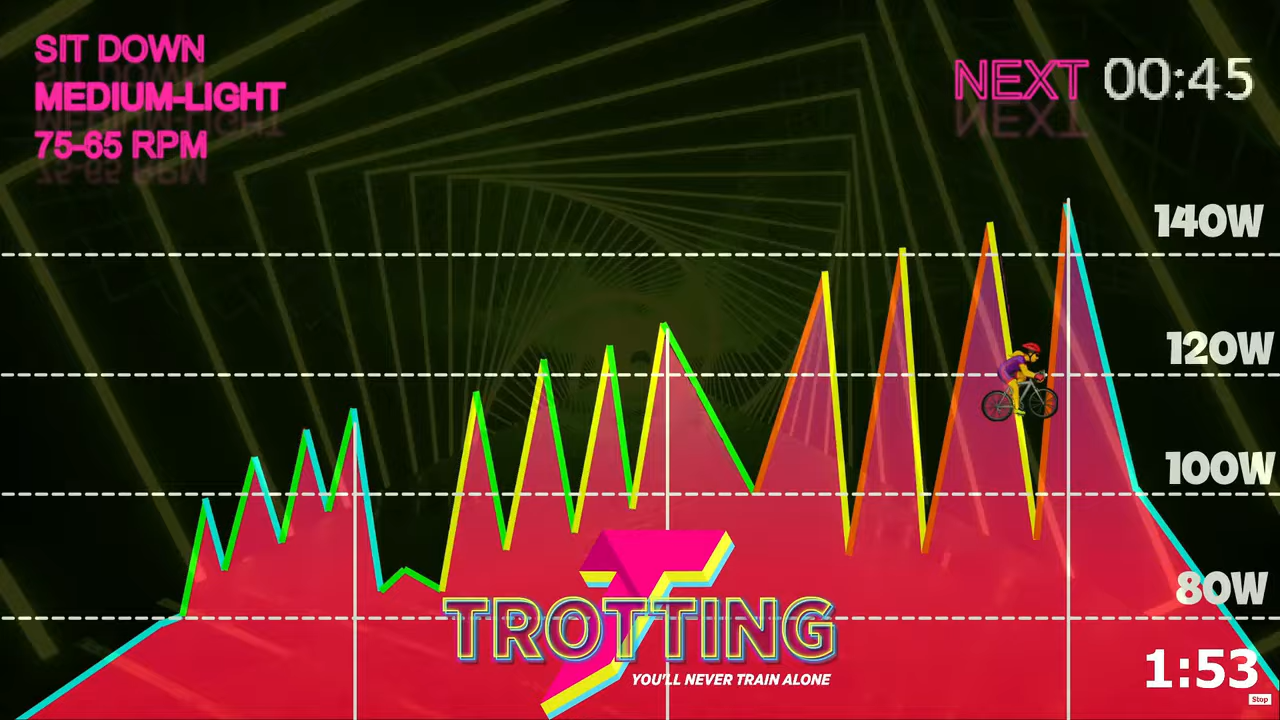 SIT DOWN
MEDIUM-LIGHT
75-65 RPM
NEXT 00:45
140W
120W
100W
80W
TROTTING
YOU'LL NEVER TRAIN ALONE
1:53
Stop